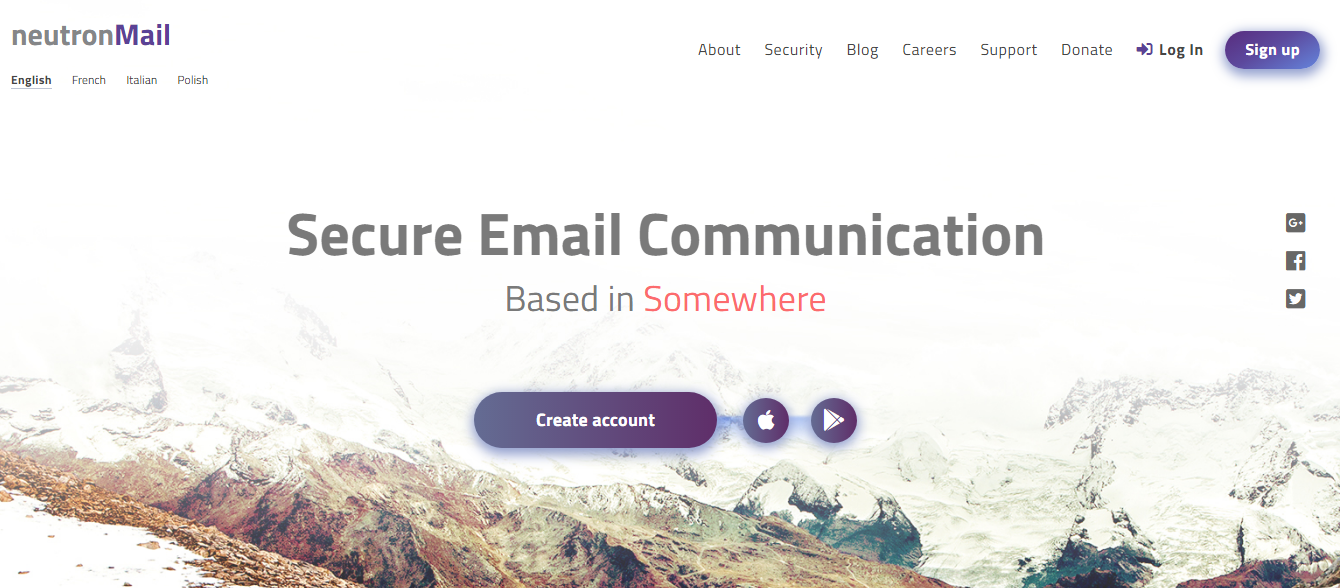 neutronMail
English French Italian Polish
About Security Blog Careers Support Donate Log In Sign up
Secure Email Communication
Based in Somewhere
Create account
G+